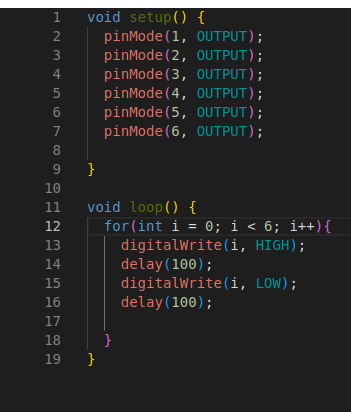 1 void setup() {
2 pinMode(1, OUTPUT);
3 pinMode(2, OUTPUT);
4 pinMode(3, OUTPUT);
5 pinMode(4, OUTPUT);
6 pinMode(5, OUTPUT);
7 pinMode(6, OUTPUT);
8
9 }
10
11 void loop() {
12 for(int i = 0; i < 6; i++){
13 digitalWrite(i, HIGH);
14 delay(100);
15 digitalWrite(i, LOW);
16 delay(100);
17
18 }
19 }